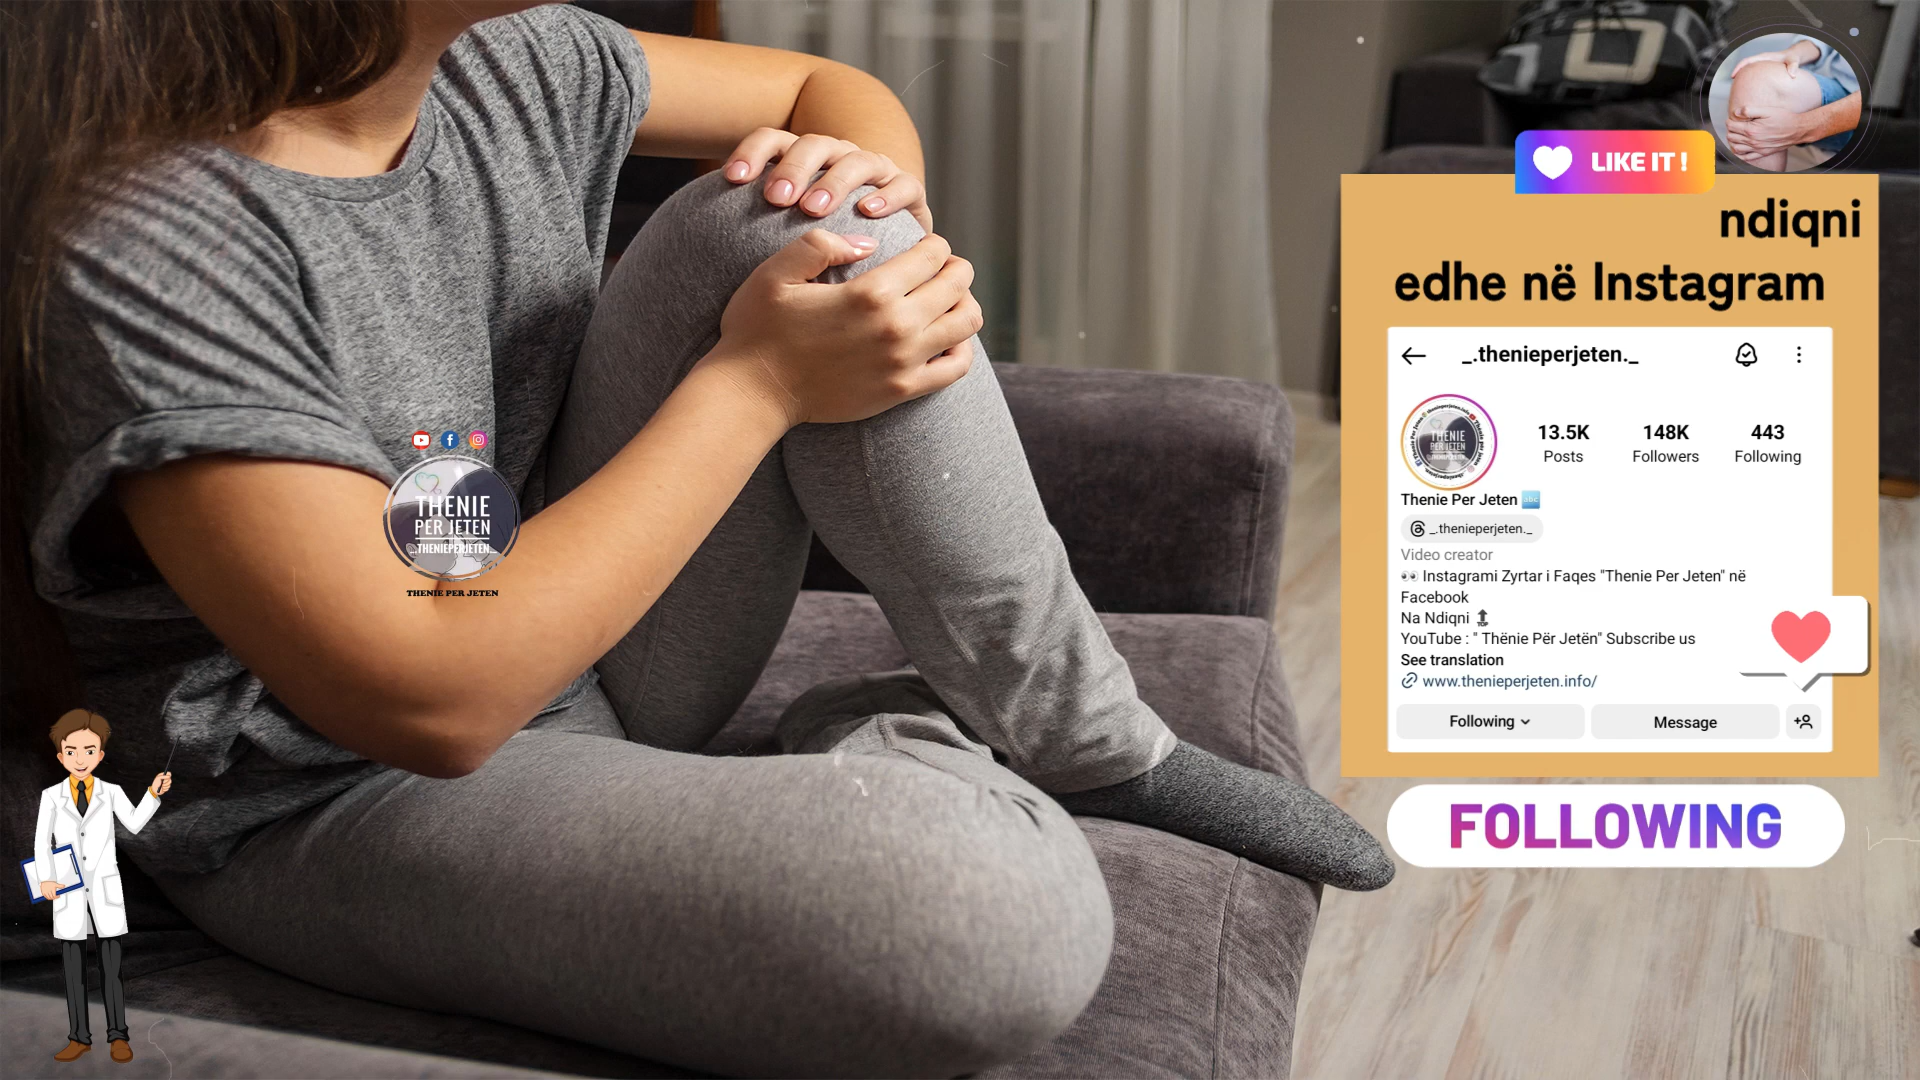 LIKE IT !
ndiqni
edhe në Instagram
_.thenieperjeten._
13.5K 148K 443
Posts Followers Following
Thenie Per Jeten
_.thenieperjeten._
Video creator
Instagrami Zyrtar i Faqes "Thenie Per Jeten" në
Facebook
Na Ndiqni
YouTube : " Thënie Për Jetën" Subscribe us
See translation
www.thenieperjeten.info/
Following Message
FOLLOWING
THENIE
PER JETEN
_.THENIEPERJETEN._
THENIE PER JETEN